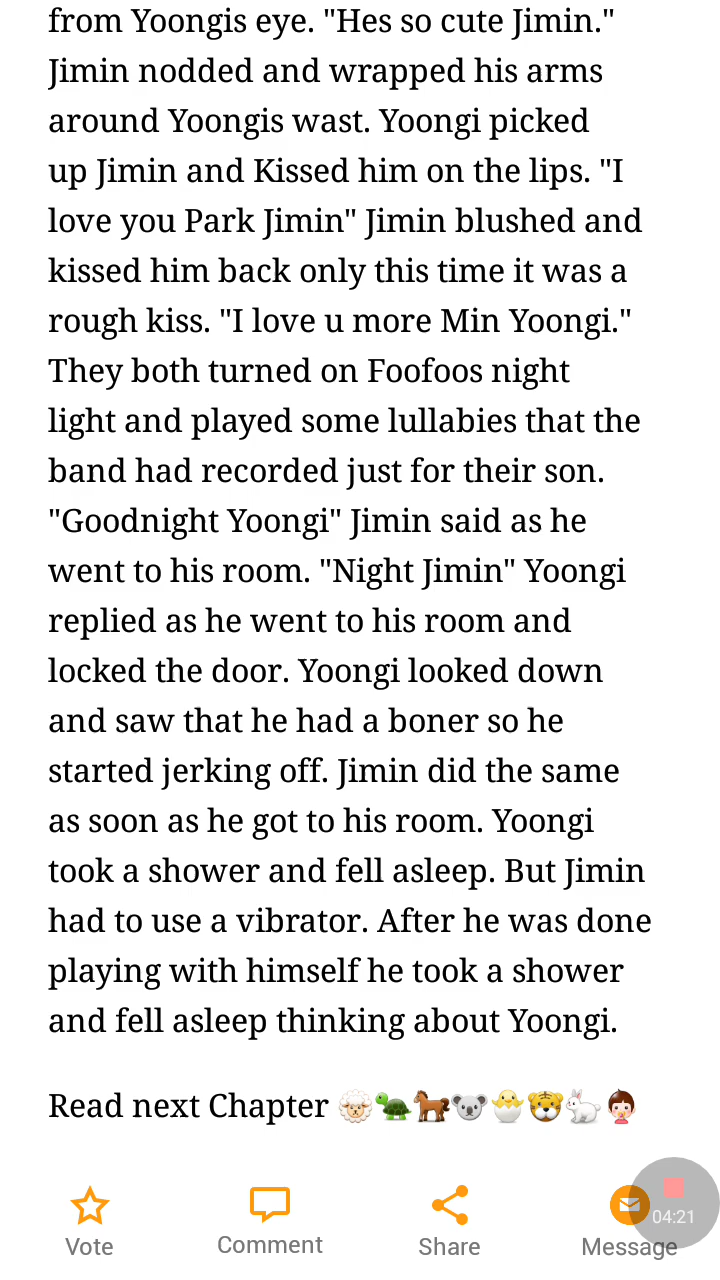 from Yoongis eye. "Hes so cute Jimin."
Jimin nodded and wrapped his arms
around Yoongis wast. Yoongi picked
up Jimin and Kissed him on the lips. "I
love you Park Jimin" Jimin blushed and
kissed him back only this time it was a
rough kiss. "I love u more Min Yoongi."
They both turned on Foofoos night
light and played some lullabies that the
band had recorded just for their son.
"Goodnight Yoongi" Jimin said as he
went to his room. "Night Jimin" Yoongi
replied as he went to his room and
locked the door. Yoongi looked down
and saw that he had a boner so he
started jerking off. Jimin did the same
as soon as he got to his room. Yoongi
took a shower and fell asleep. But Jimin
had to use a vibrator. After he was done
playing with himself he took a shower
and fell asleep thinking about Yoongi.
Read next Chapter 🐑🐢🐎🐨🐣🐯🐇👶
04:21
Vote Comment Share Message